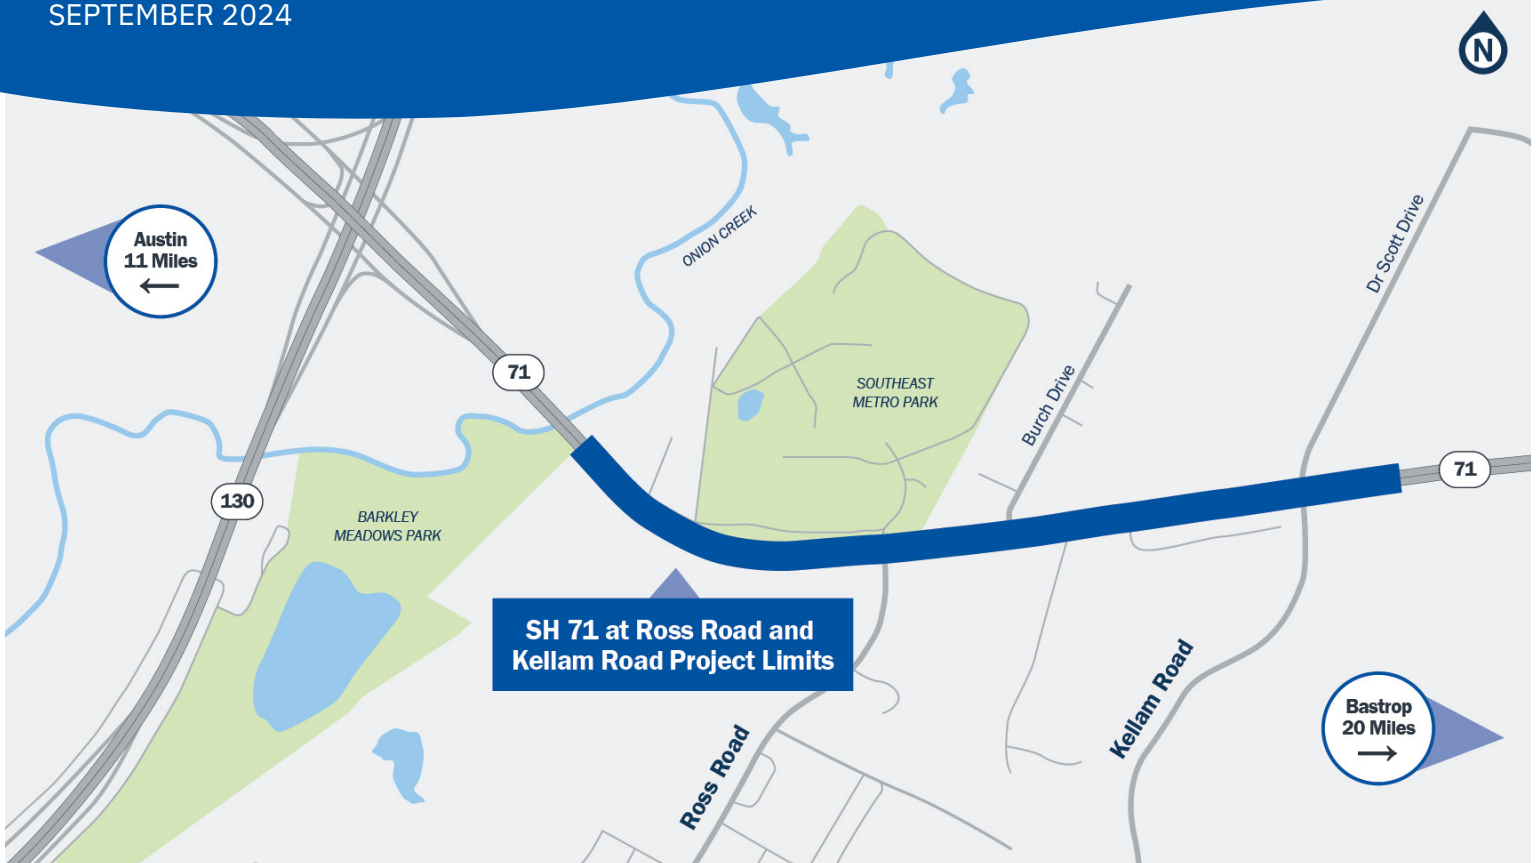 SEPTEMBER 2024
N
Austin
11 Miles
←
ONION CREEK
Dr Scott Drive
71
SOUTHEAST
METRO PARK
Burch Drive
71
130
BARKLEY
MEADOWS PARK
SH 71 at Ross Road and
Kellam Road Project Limits
Kellam Road
Bastrop
20 Miles
→
Ross Road